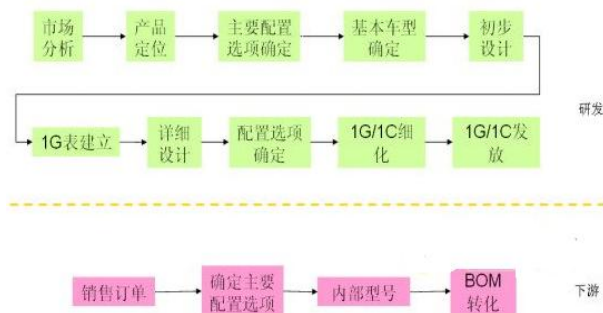 市场
分析
产品
定位
主要配置
选项确定
基本车型
确定
初步
设计
研发
1G表建立
详细
设计
配置选项
确定
1G/1C细
化
1G/1C发
放
销售订单
确定主要
配置选项
内部型号
BOM
转化
下游